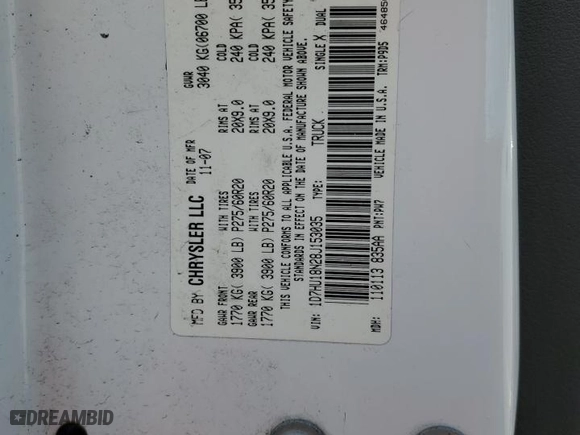 MFD BY CHRYSLER LLC
DATE OF MFR
11-07
GVWR
3040 KG(06700 LB
GAWR FRONT WITH TIRES RIMS AT COLD
1770 KG( 3900 LB) P275/60R20 20X9.0 240 KPA( 35
GAWR REAR WITH TIRES RIMS AT COLD
1770 KG( 3900 LB) P275/60R20 20X9.0 240 KPA( 35
THIS VEHICLE CONFORMS TO ALL APPLICABLE U.S.A. FEDERAL MOTOR VEHICLE SAFETY
STANDARDS IN EFFECT ON THE DATE OF MANUFACTURE SHOWN ABOVE.
VIN: 1D7HU18N28J153035 TYPE: TRUCK SINGLE X DUAL
MDH: 110113 835AA PNT:PW7 VEHICLE MADE IN U.S.A. TRM:P9D5
DREAMBID